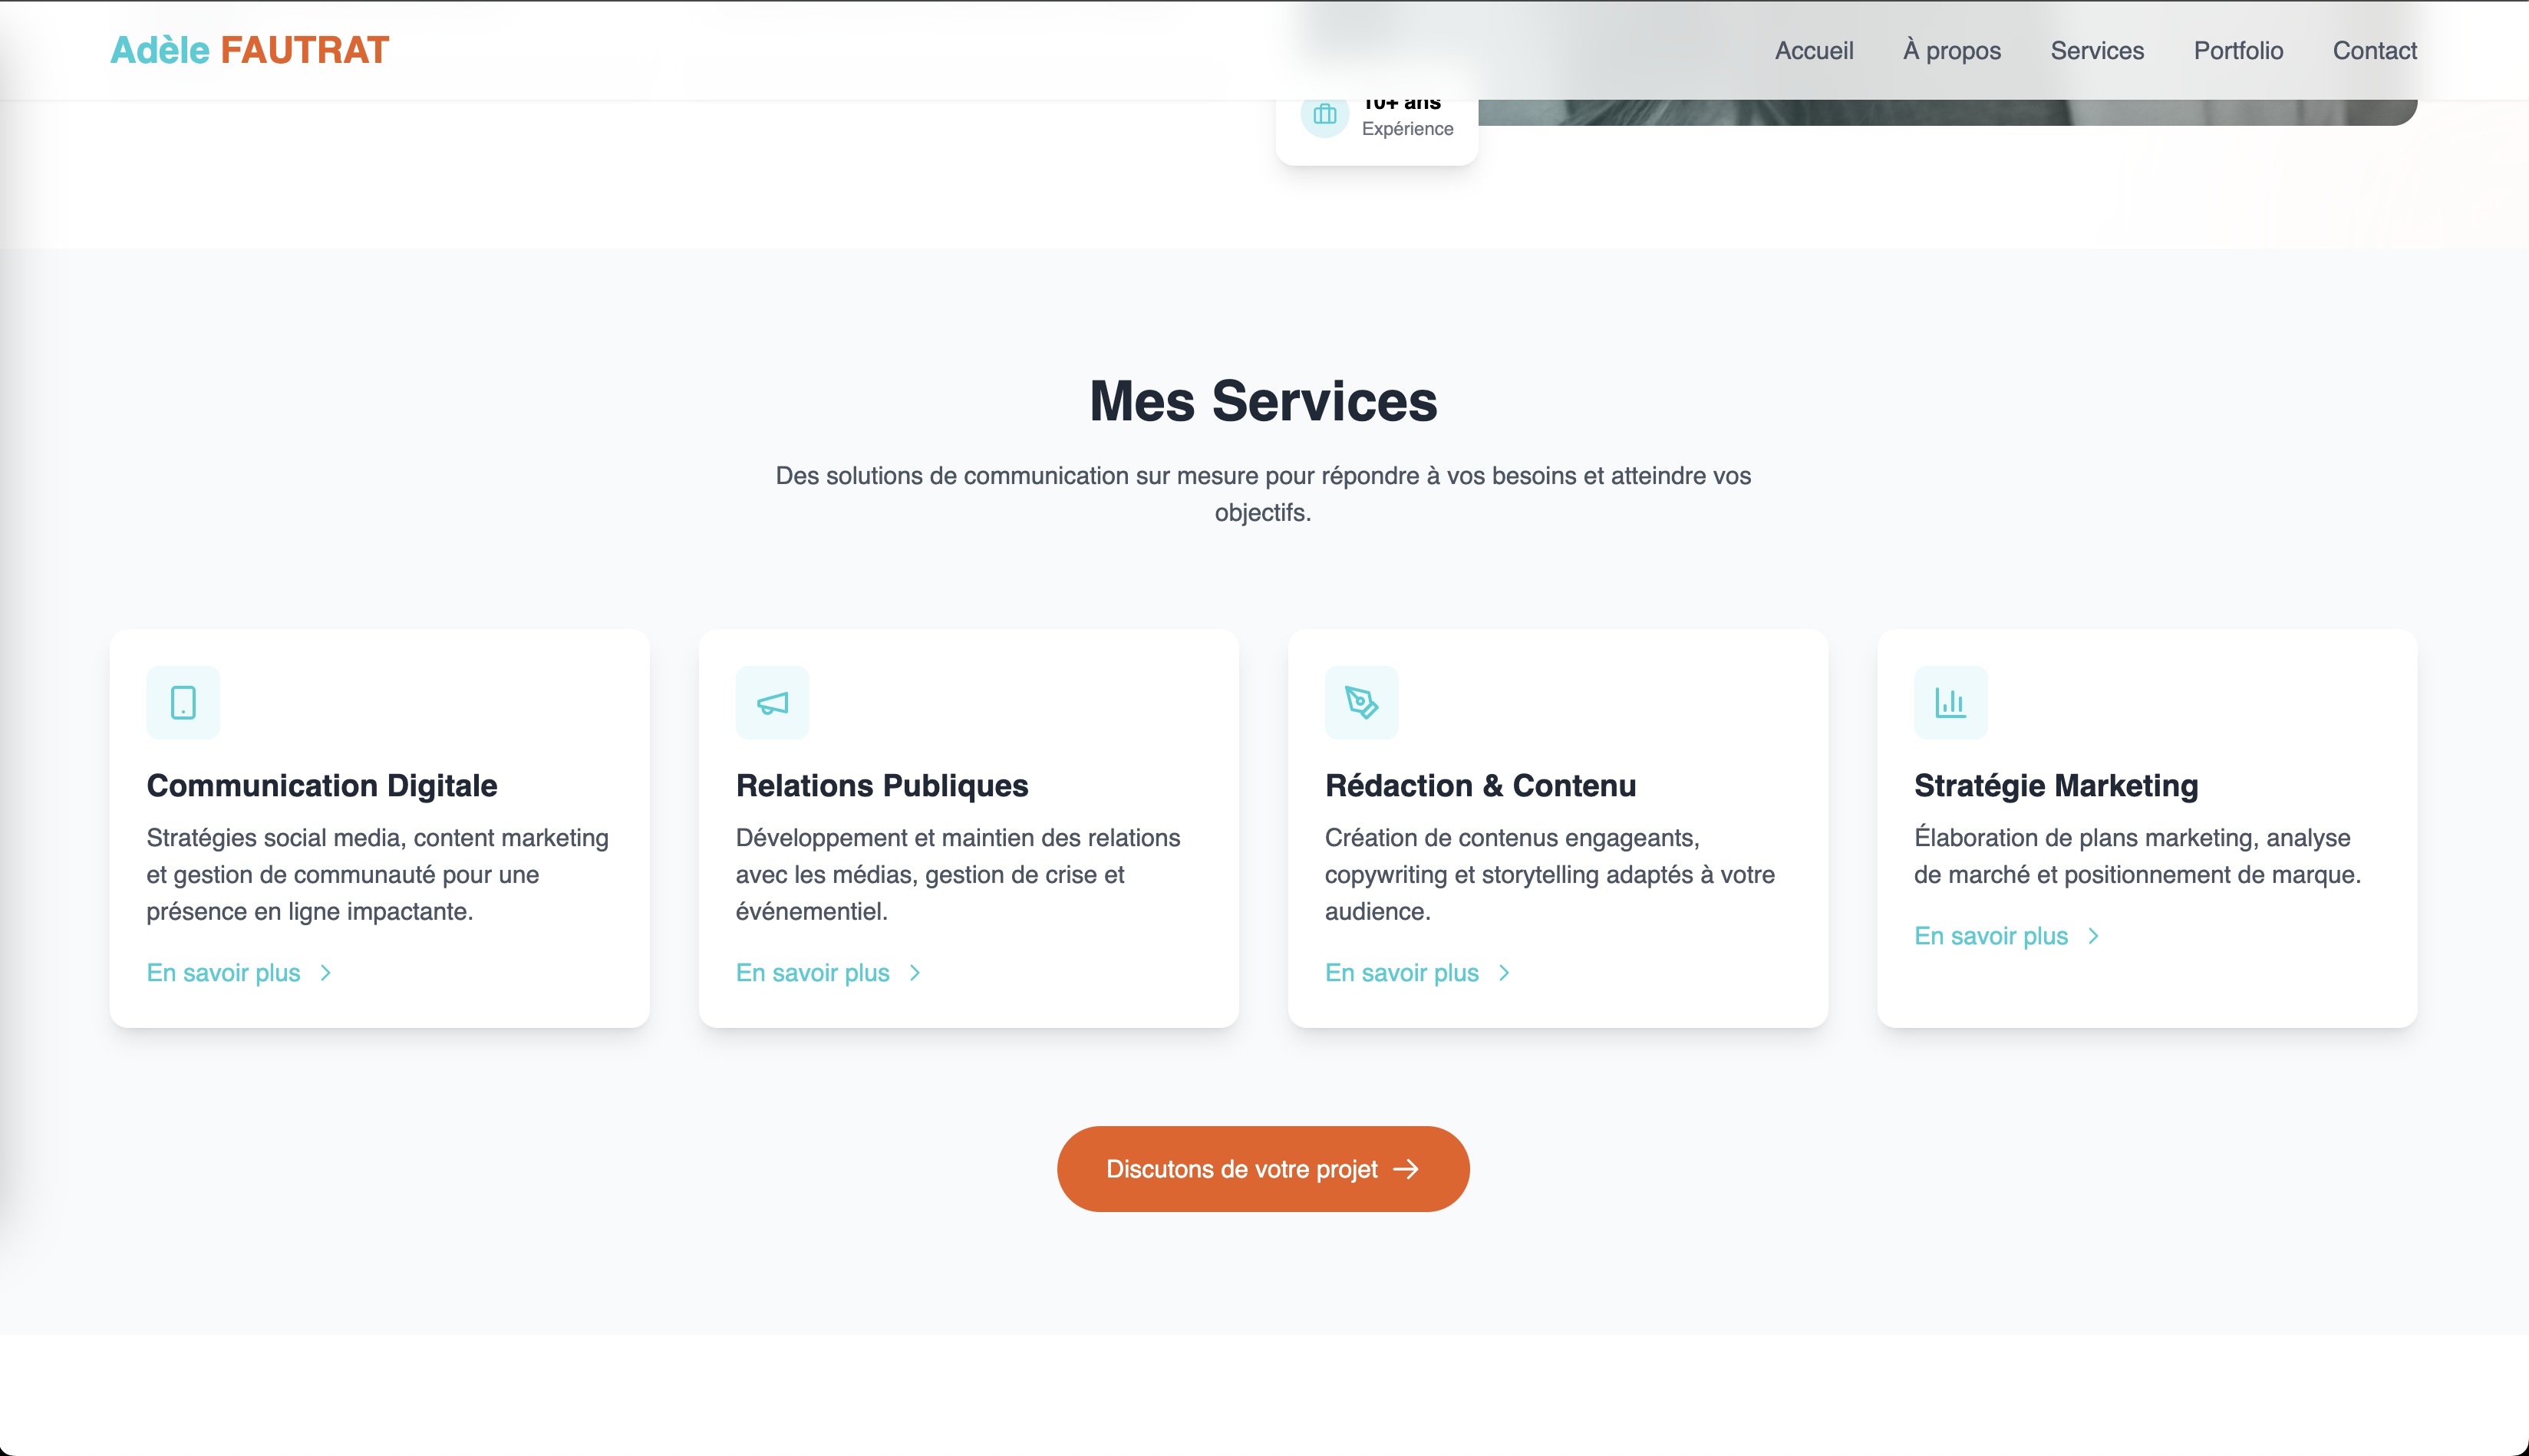 Adèle FAUTRAT
Accueil À propos Services Portfolio Contact
10+ ans
Expérience
Mes Services
Des solutions de communication sur mesure pour répondre à vos besoins et atteindre vos
objectifs.
Communication Digitale
Stratégies social media, content marketing
et gestion de communauté pour une
présence en ligne impactante.
En savoir plus
Relations Publiques
Développement et maintien des relations
avec les médias, gestion de crise et
événementiel.
En savoir plus
Rédaction & Contenu
Création de contenus engageants,
copywriting et storytelling adaptés à votre
audience.
En savoir plus
Stratégie Marketing
Élaboration de plans marketing, analyse
de marché et positionnement de marque.
En savoir plus
Discutons de votre projet